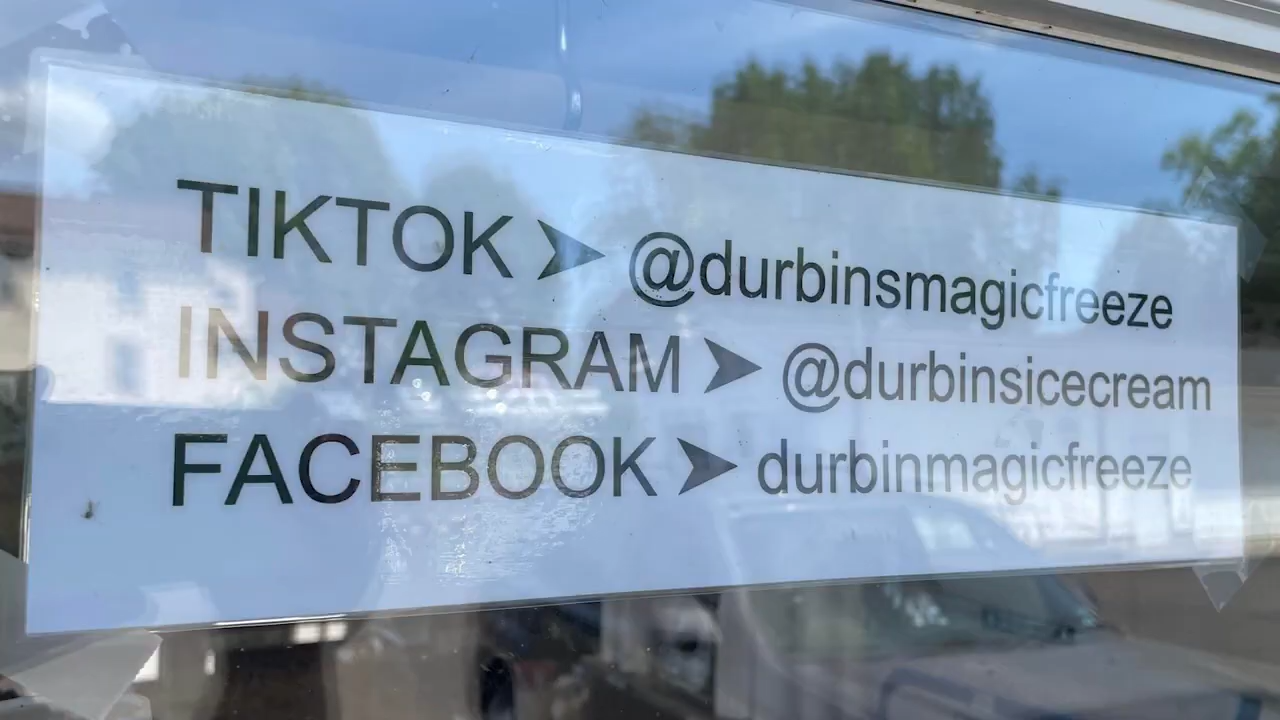 TIKTOK ➤ @durbinsmagicfreeze
INSTAGRAM ➤ @durbinsicecream
FACEBOOK ➤ durbinmagicfreeze